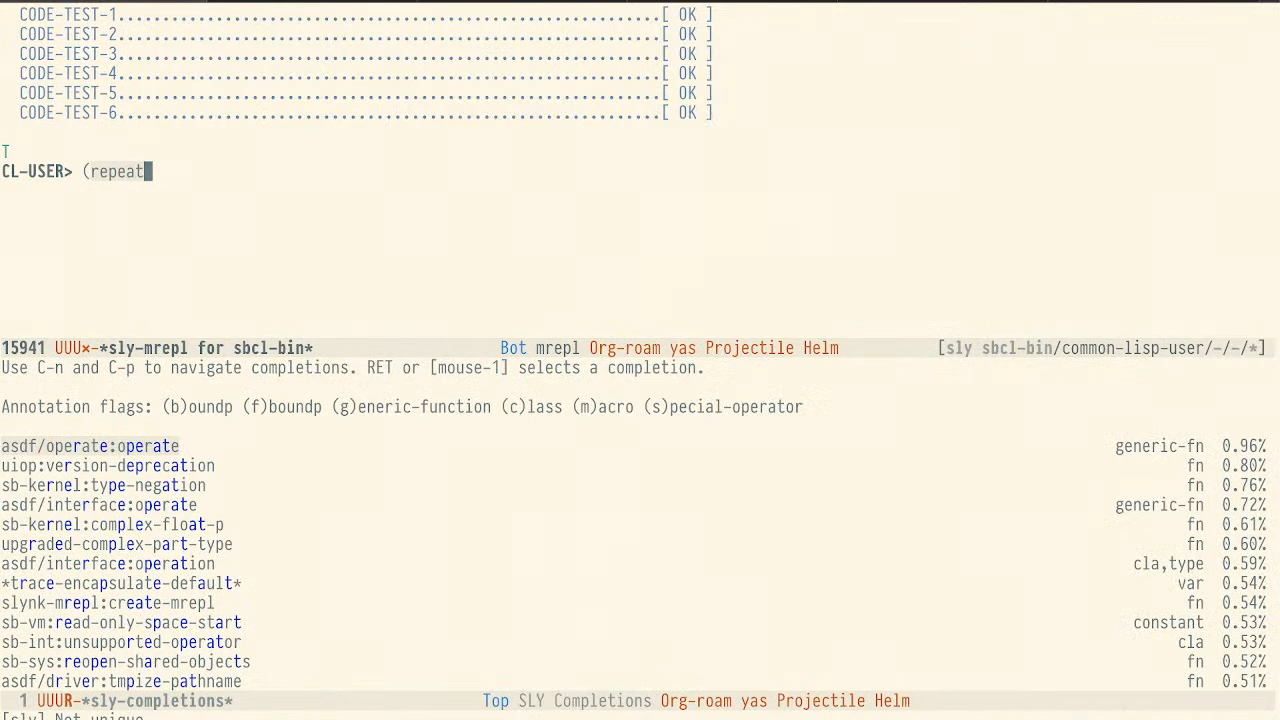 CODE-TEST-1.............................................................[ OK ]
CODE-TEST-2.............................................................[ OK ]
CODE-TEST-3.............................................................[ OK ]
CODE-TEST-4.............................................................[ OK ]
CODE-TEST-5.............................................................[ OK ]
CODE-TEST-6.............................................................[ OK ]
T
CL-USER> (repeat
15941 UUU×-*sly-mrepl for sbcl-bin* Bot mrepl Org-roam yas Projectile Helm [sly sbcl-bin/common-lisp-user/-/-/*]
Use C-n and C-p to navigate completions. RET or [mouse-1] selects a completion.
Annotation flags: (b)oundp (f)boundp (g)eneric-function (c)lass (m)acro (s)pecial-operator
asdf/operate:operate generic-fn 0.96%
uiop:version-deprecation fn 0.80%
sb-kernel:type-negation fn 0.76%
asdf/interface:operate generic-fn 0.72%
sb-kernel:complex-float-p fn 0.61%
upgraded-complex-part-type fn 0.60%
asdf/interface:operation cla,type 0.59%
*trace-encapsulate-default* var 0.54%
slynk-mrepl:create-mrepl fn 0.54%
sb-vm:read-only-space-start constant 0.53%
sb-int:unsupported-operator cla 0.53%
sb-sys:reopen-shared-objects fn 0.52%
asdf/driver:tmpize-pathname fn 0.51%
1 UUUR-*sly-completions* Top SLY Completions Org-roam yas Projectile Helm
[sly] Not unique